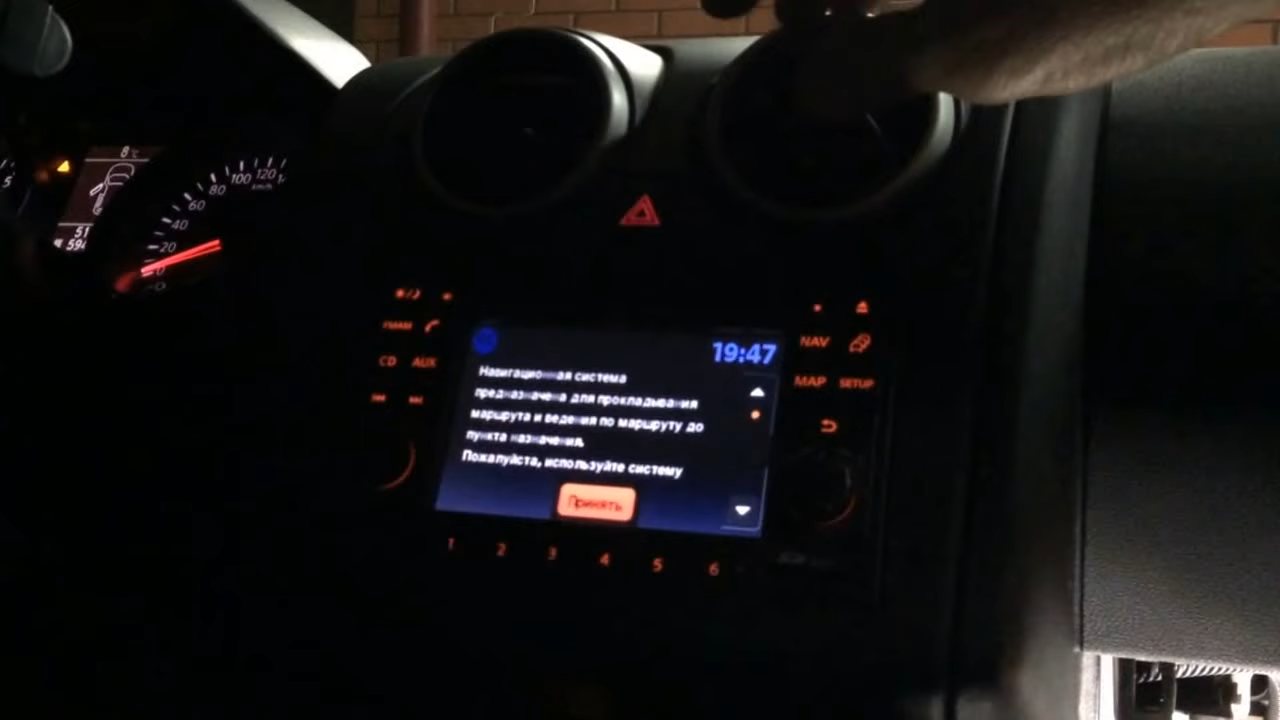 8°C
5
20
40
60
80
100
120
km/h
0
51
594
FM·AM
CD AUX
19:47
Навигационная система
предназначена для прокладывания
маршрута и ведения по маршруту до
пункта назначения.
Пожалуйста, используйте систему
Принять
NAV
MAP SETUP
1 2 3 4 5 6